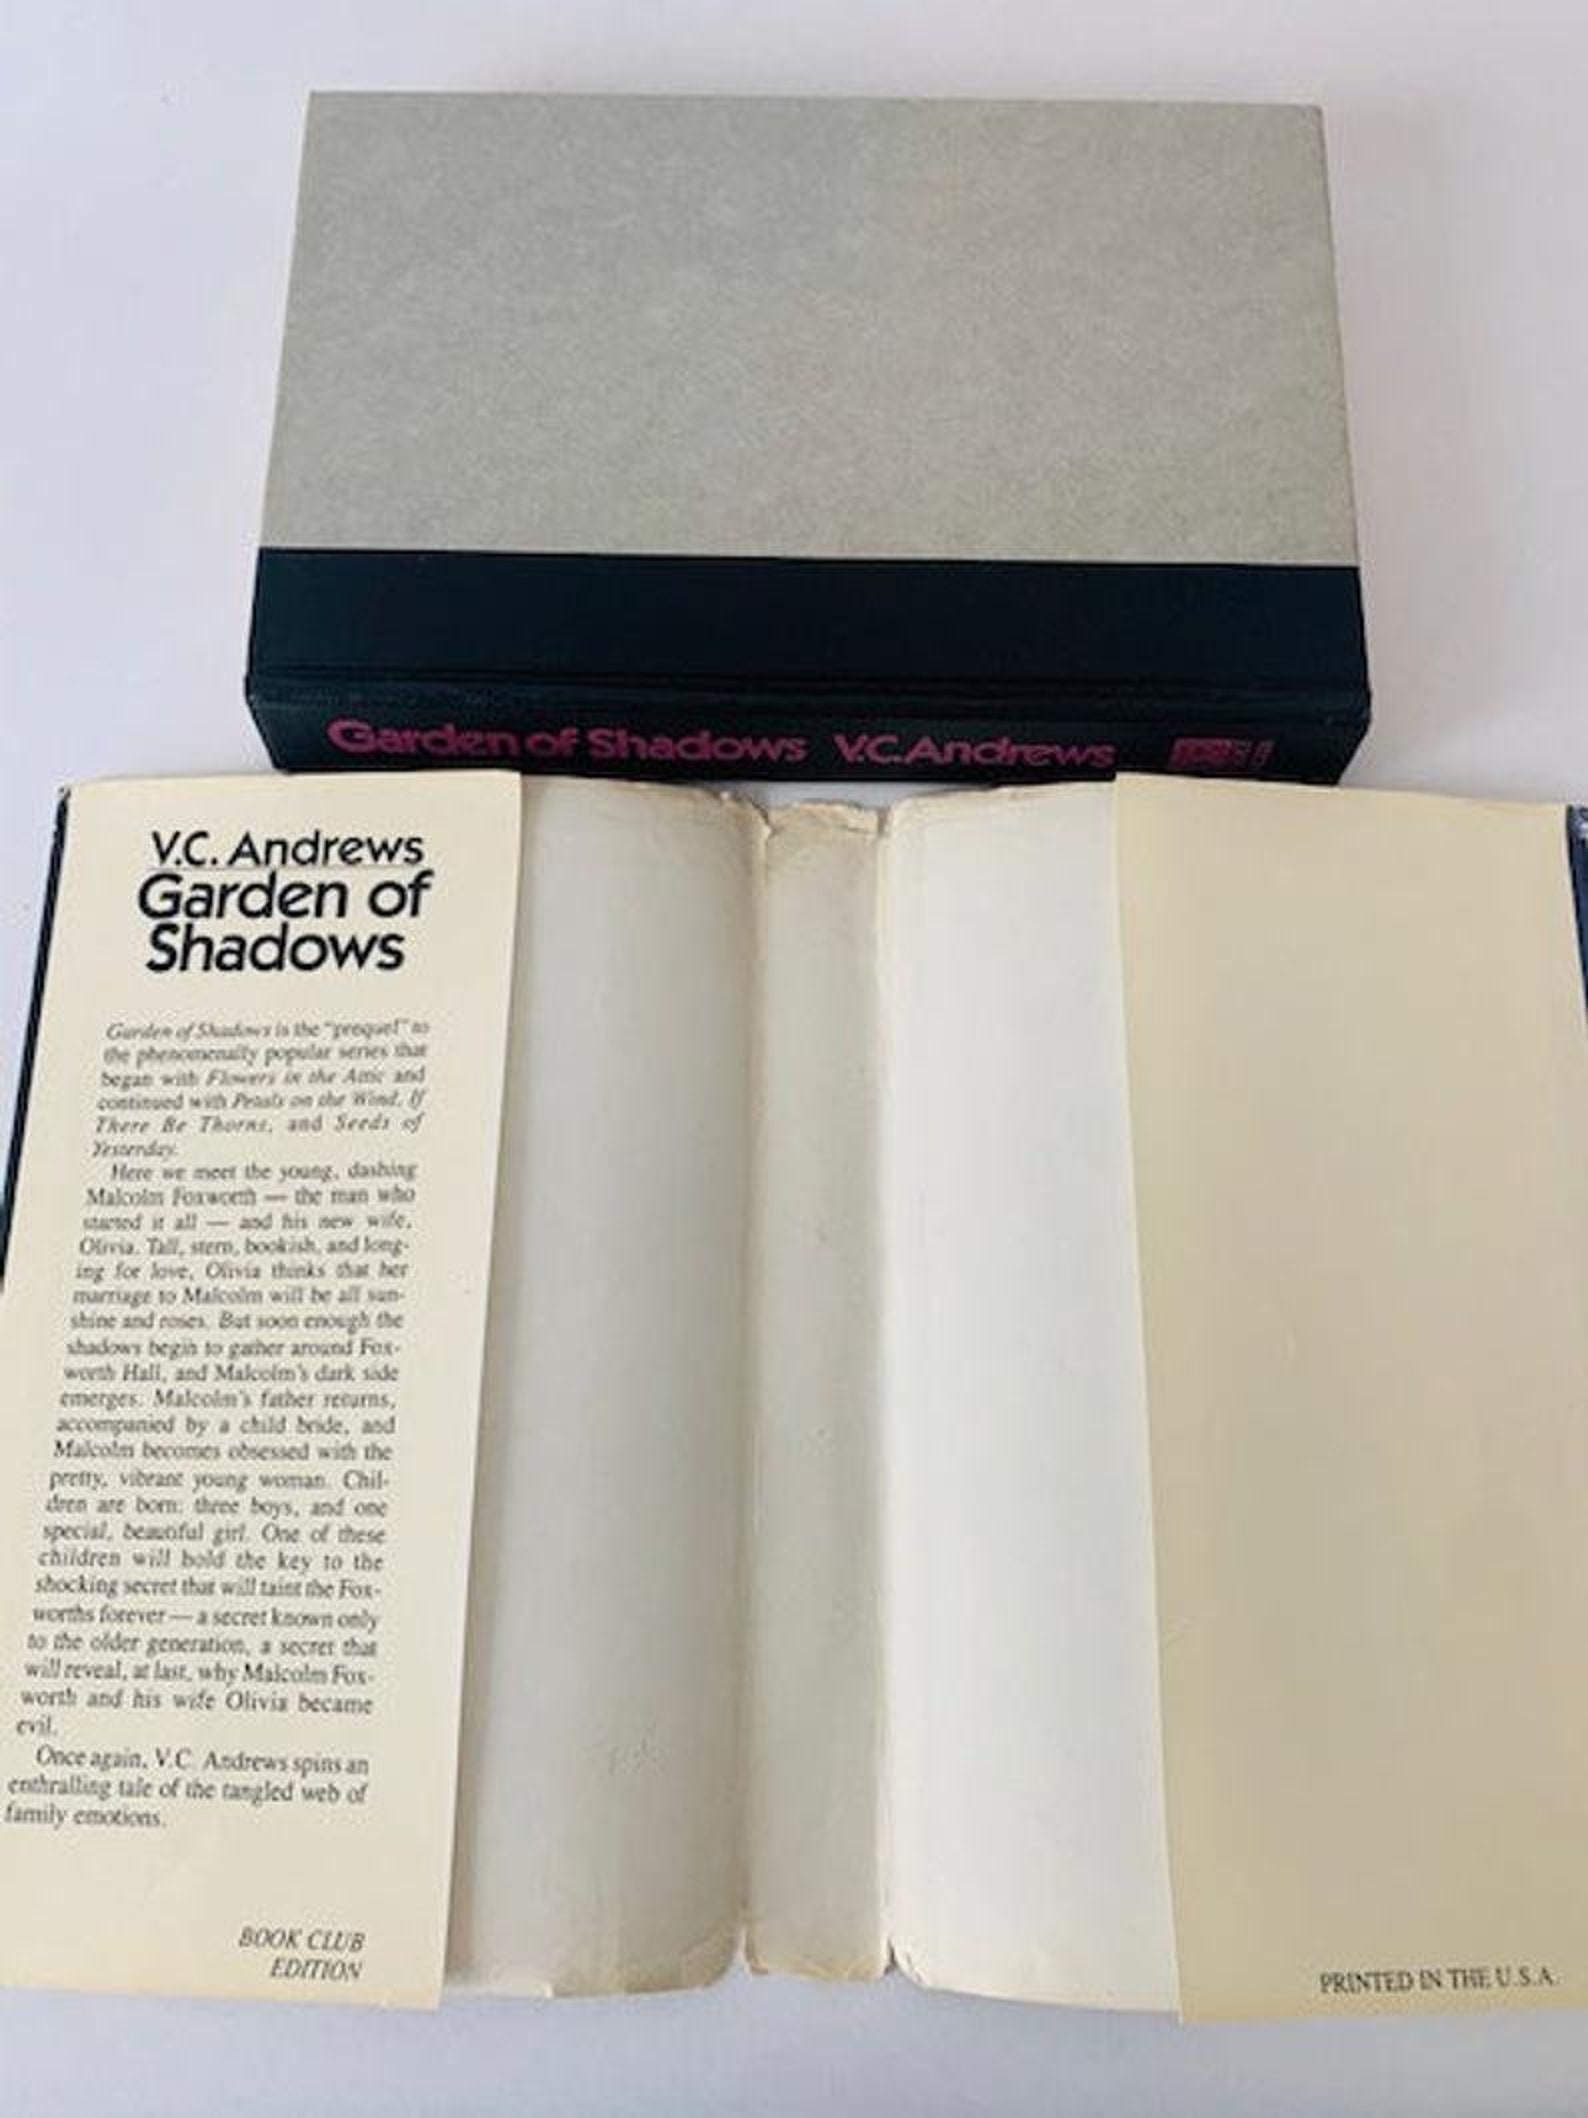 Garden of Shadows V.C. Andrews
V.C. Andrews
Garden of
Shadows
Garden of Shadows is the "prequel" to
the phenomenally popular series that
began with Flowers in the Attic and
continued with Petals on the Wind, If
There Be Thorns, and Seeds of
Yesterday.
Here we meet the young, dashing
Malcolm Foxworth — the man who
started it all — and his new wife,
Olivia. Tall, stern, bookish, and long-
ing for love, Olivia thinks that her
marriage to Malcolm will be all sun-
shine and roses. But soon enough the
shadows begin to gather around Fox-
worth Hall, and Malcolm's dark side
emerges. Malcolm's father returns,
accompanied by a child bride, and
Malcolm becomes obsessed with the
pretty, vibrant young woman. Chil-
dren are born: three boys, and one
special, beautiful girl. One of these
children will hold the key to the
shocking secret that will taint the Fox-
worths forever — a secret known only
to the older generation, a secret that
will reveal, at last, why Malcolm Fox-
worth and his wife Olivia became
evil.
Once again, V.C. Andrews spins an
enthralling tale of the tangled web of
family emotions.
BOOK CLUB
EDITION
PRINTED IN THE U.S.A.